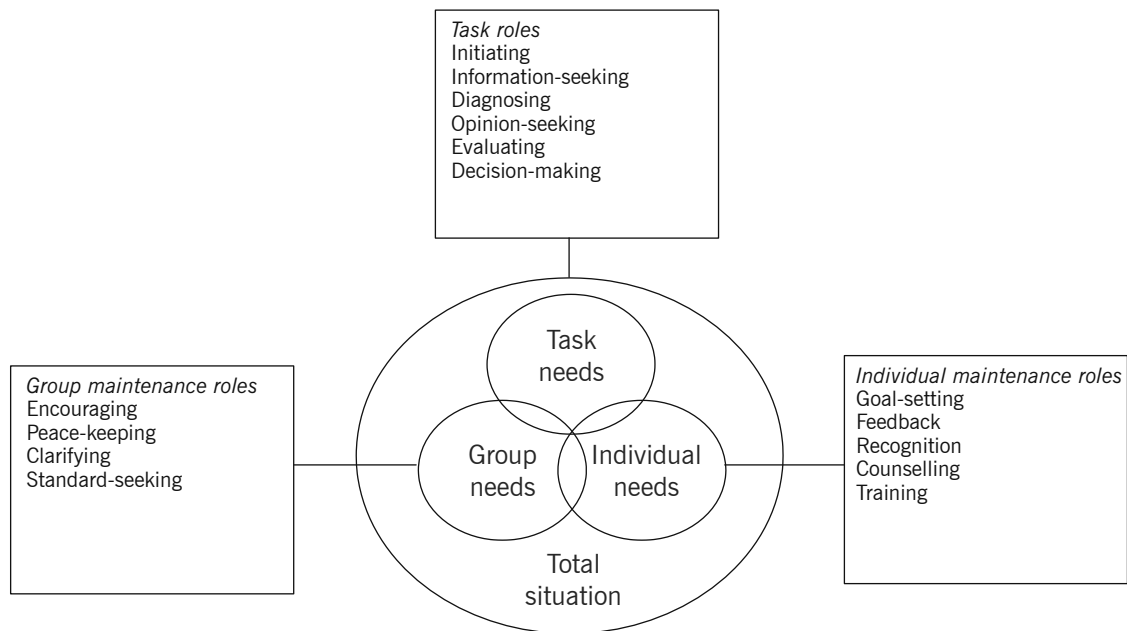 Task roles
Initiating
Information-seeking
Diagnosing
Opinion-seeking
Evaluating
Decision-making
Task
needs
Group maintenance roles
Encouraging
Peace-keeping
Clarifying
Standard-seeking
Group
needs
Individual
needs
Individual maintenance roles
Goal-setting
Feedback
Recognition
Counselling
Training
Total
situation